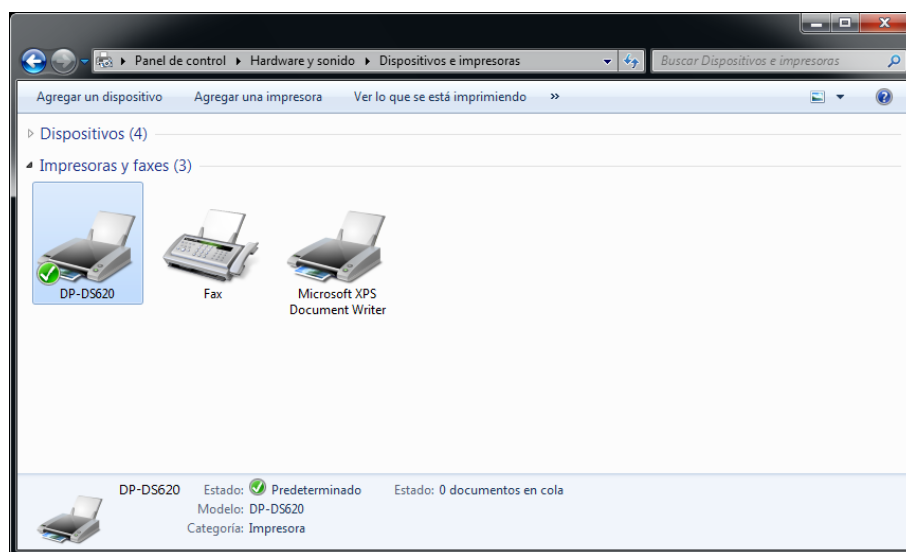 Panel de control ▸ Hardware y sonido ▸ Dispositivos e impresoras
Buscar Dispositivos e impresoras
Agregar un dispositivo Agregar una impresora Ver lo que se está imprimiendo »
Dispositivos (4)
Impresoras y faxes (3)
DP-DS620
Fax
Microsoft XPS
Document Writer
DP-DS620 Estado: Predeterminado Estado: 0 documentos en cola
Modelo: DP-DS620
Categoría: Impresora